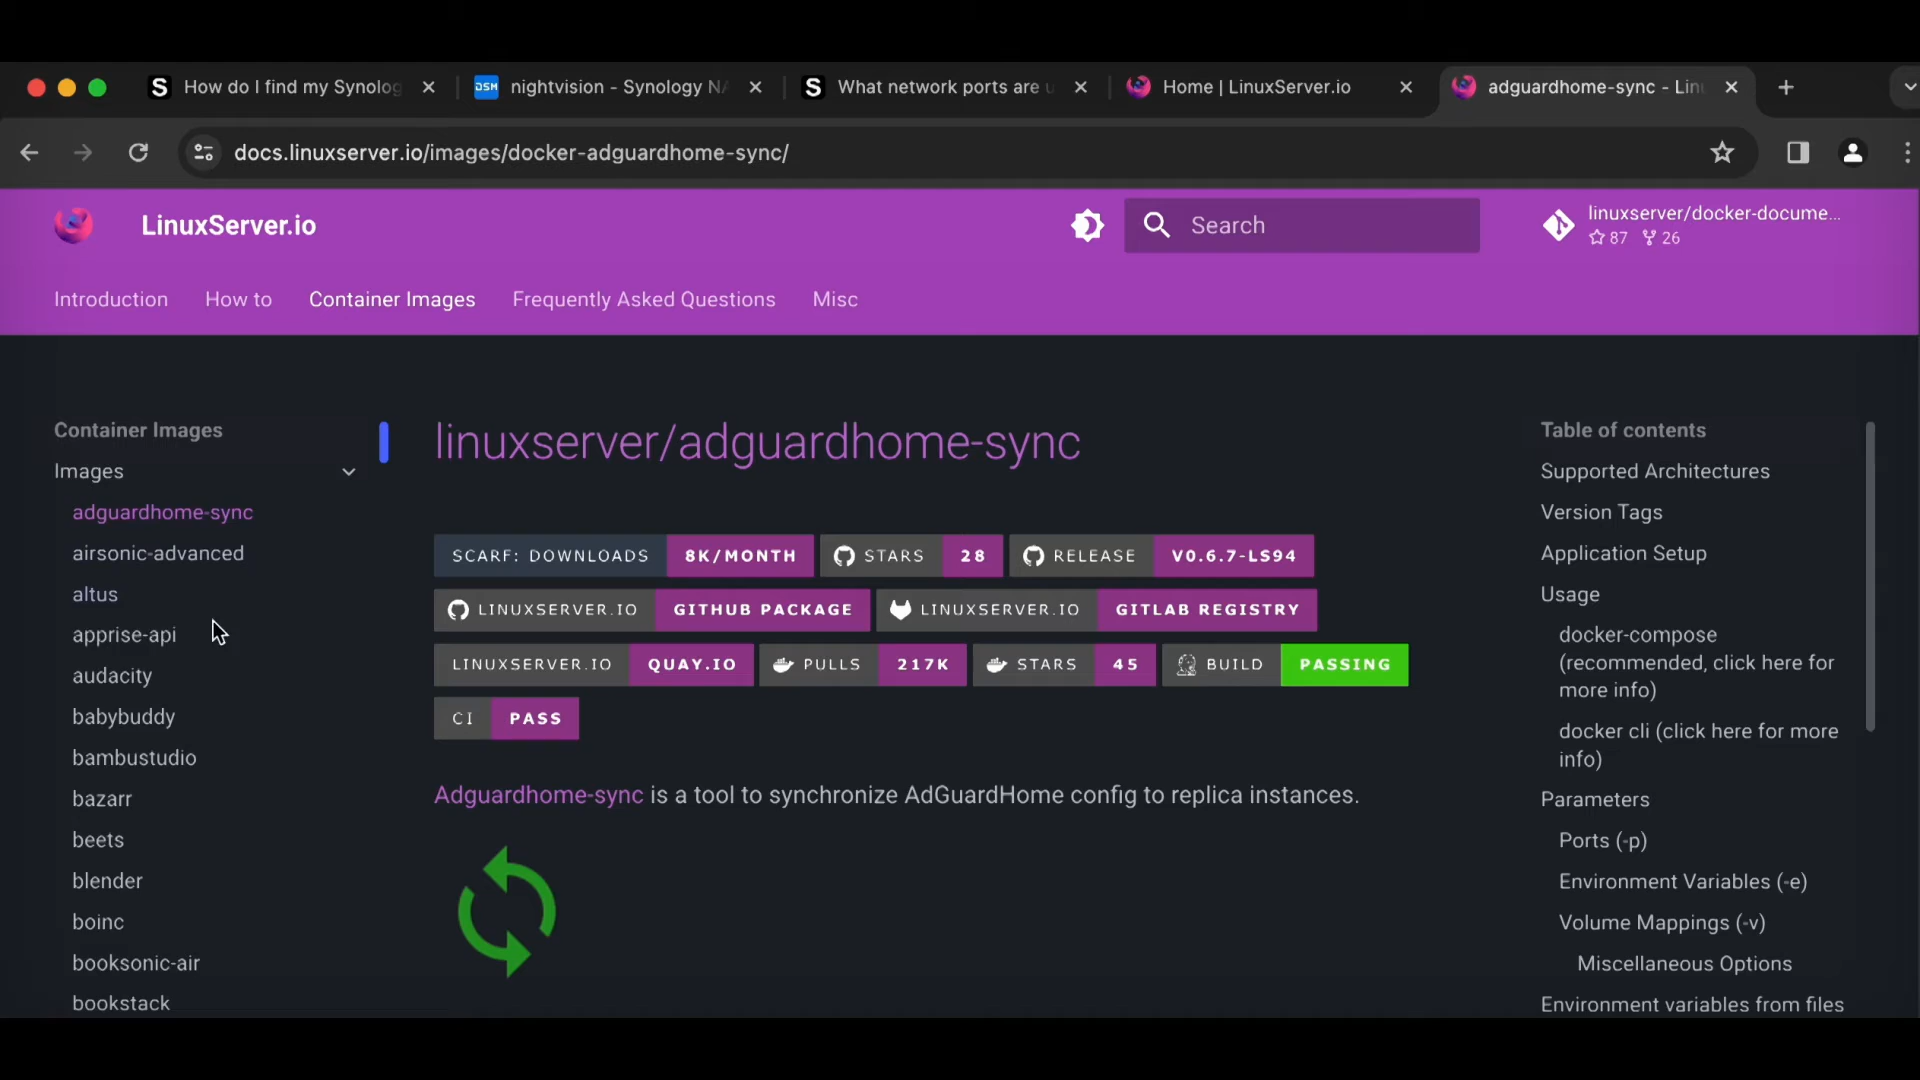 How do I find my Synolog
DSM nightvision - Synology NA
What network ports are u
Home | LinuxServer.io
adguardhome-sync - Lin
docs.linuxserver.io/images/docker-adguardhome-sync/
LinuxServer.io
Search
linuxserver/docker-docume...
87 26
Introduction How to Container Images Frequently Asked Questions Misc
Container Images
Images
adguardhome-sync
airsonic-advanced
altus
apprise-api
audacity
babybuddy
bambustudio
bazarr
beets
blender
boinc
booksonic-air
bookstack
linuxserver/adguardhome-sync
SCARF: DOWNLOADS 8K/MONTH STARS 28 RELEASE V0.6.7-LS94
LINUXSERVER.IO GITHUB PACKAGE LINUXSERVER.IO GITLAB REGISTRY
LINUXSERVER.IO QUAY.IO PULLS 217K STARS 45 BUILD PASSING
CI PASS
Adguardhome-sync is a tool to synchronize AdGuardHome config to replica instances.
Table of contents
Supported Architectures
Version Tags
Application Setup
Usage
docker-compose
(recommended, click here for
more info)
docker cli (click here for more
info)
Parameters
Ports (-p)
Environment Variables (-e)
Volume Mappings (-v)
Miscellaneous Options
Environment variables from files